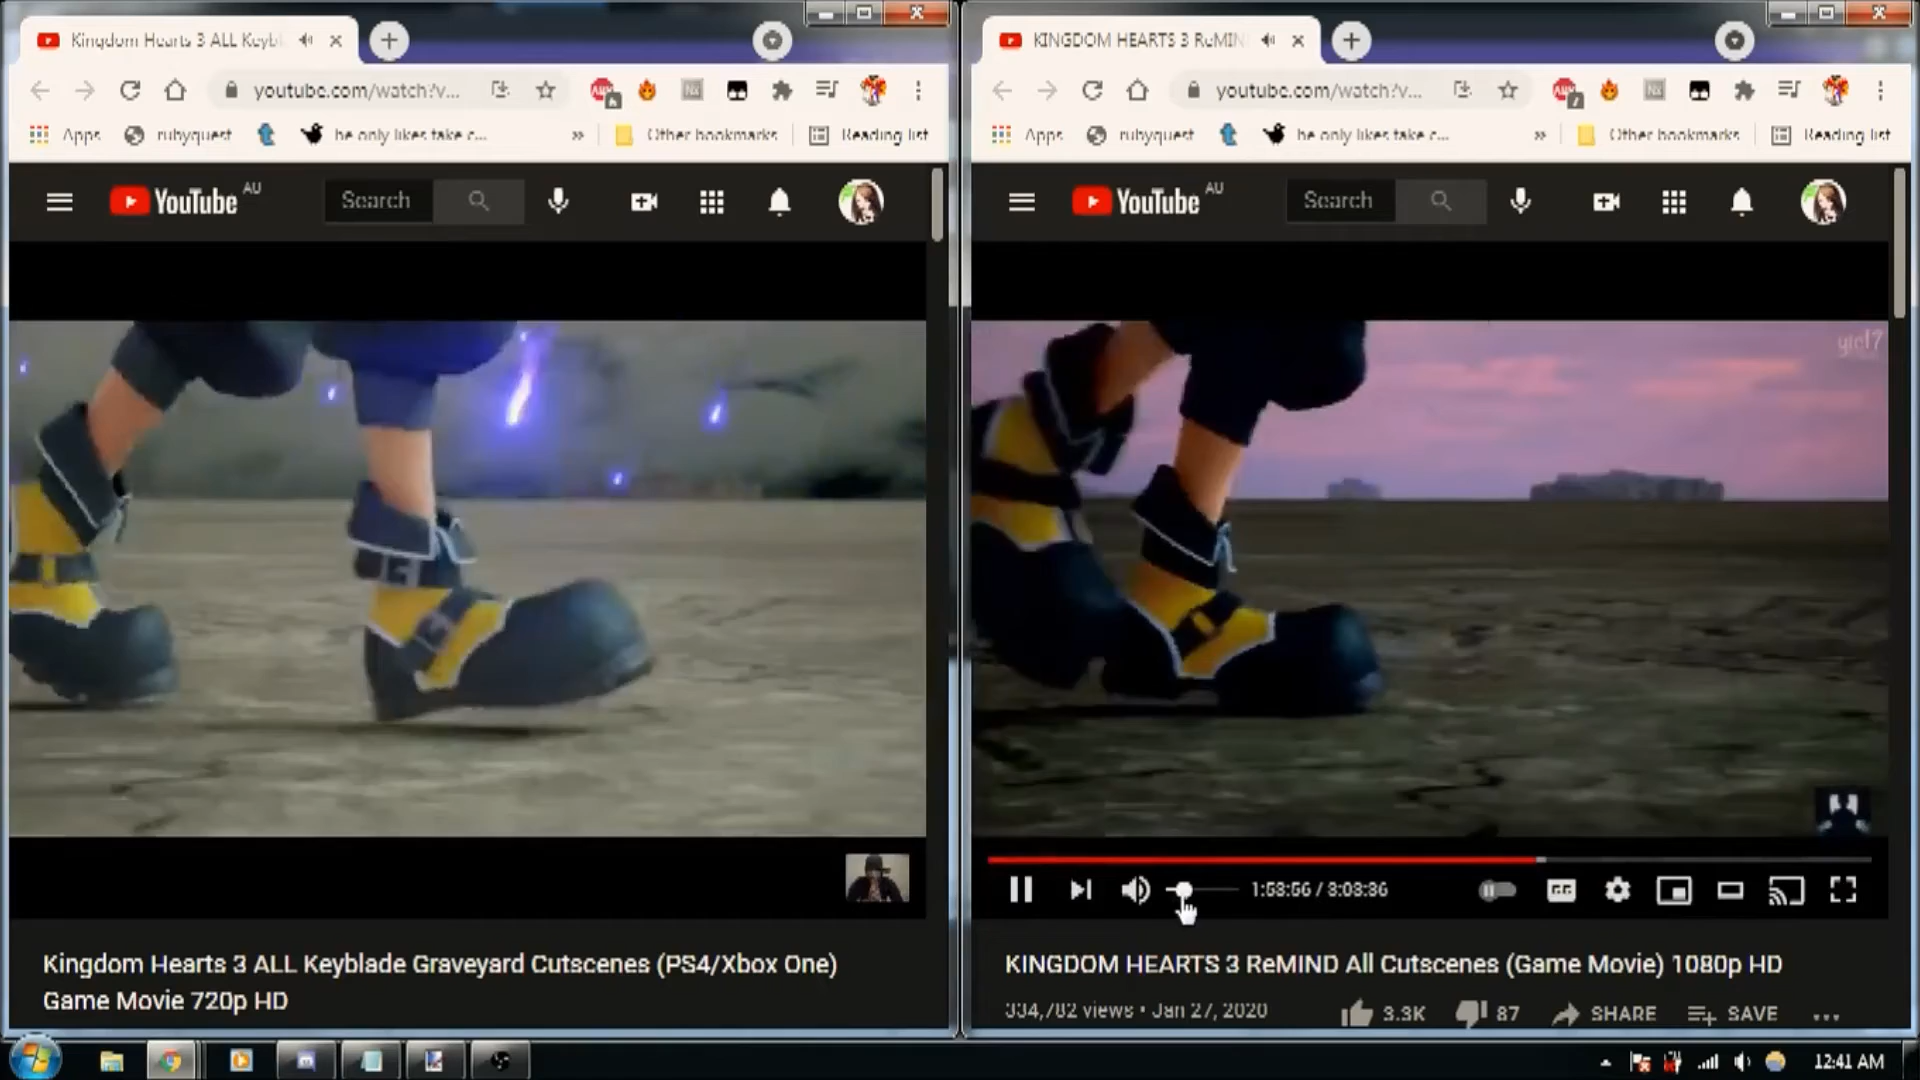 Kingdom Hearts 3 ALL Keybl
youtube.com/watch?v...
Apps
rubyquest
he only likes take c...
»
Other bookmarks
Reading list
YouTube AU
Search
Kingdom Hearts 3 ALL Keyblade Graveyard Cutscenes (PS4/Xbox One)
Game Movie 720p HD
KINGDOM HEARTS 3 ReMIN
youtube.com/watch?v...
Apps
rubyquest
he only likes take c...
»
Other bookmarks
Reading list
YouTube AU
Search
1:53:56 / 3:03:36
CC
KINGDOM HEARTS 3 ReMIND All Cutscenes (Game Movie) 1080p HD
334,782 views • Jan 27, 2020
3.3K
87
SHARE
SAVE
12:41 AM